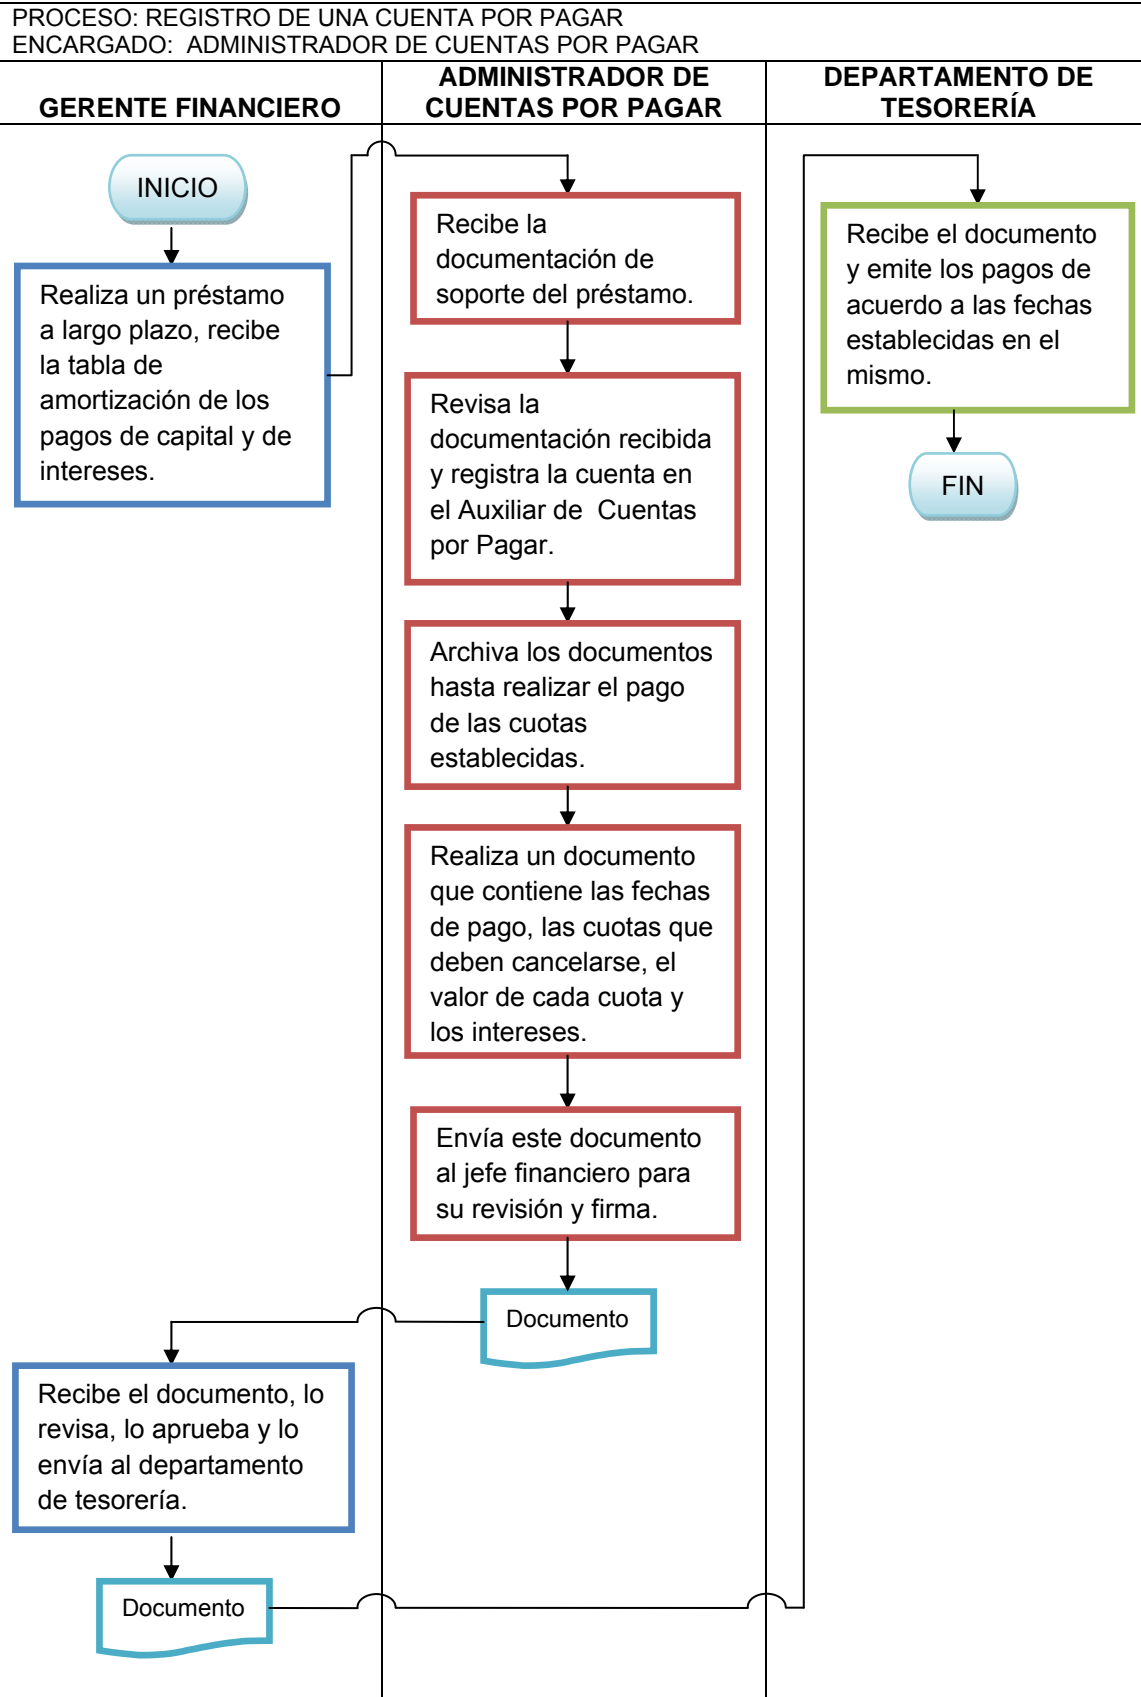 PROCESO: REGISTRO DE UNA CUENTA POR PAGAR
ENCARGADO:  ADMINISTRADOR DE CUENTAS POR PAGAR
GERENTE FINANCIERO
ADMINISTRADOR DE
CUENTAS POR PAGAR
DEPARTAMENTO DE
TESORERÍA
INICIO
Realiza un préstamo
a largo plazo, recibe
la tabla de
amortización de los
pagos de capital y de
intereses.
Recibe la
documentación de
soporte del préstamo.
Revisa la
documentación recibida
y registra la cuenta en
el Auxiliar de  Cuentas
por Pagar.
Archiva los documentos
hasta realizar el pago
de las cuotas
establecidas.
Realiza un documento
que contiene las fechas
de pago, las cuotas que
deben cancelarse, el
valor de cada cuota y
los intereses.
Envía este documento
al jefe financiero para
su revisión y firma.
Documento
Recibe el documento, lo
revisa, lo aprueba y lo
envía al departamento
de tesorería.
Documento
Recibe el documento
y emite los pagos de
acuerdo a las fechas
establecidas en el
mismo.
FIN